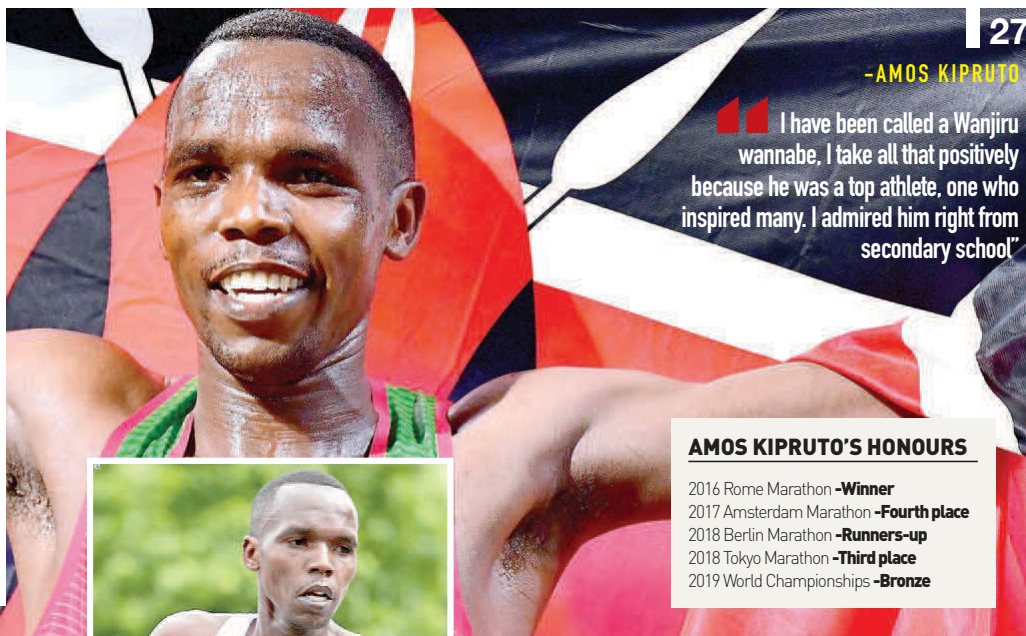 27
-AMOS KIPRUTO
I have been called a Wanjiru
wannabe, I take all that positively
because he was a top athlete, one who
inspired many. I admired him right from
secondary school”
AMOS KIPRUTO’S HONOURS
2016 Rome Marathon -Winner
2017 Amsterdam Marathon -Fourth place
2018 Berlin Marathon -Runners-up
2018 Tokyo Marathon -Third place
2019 World Championships -Bronze